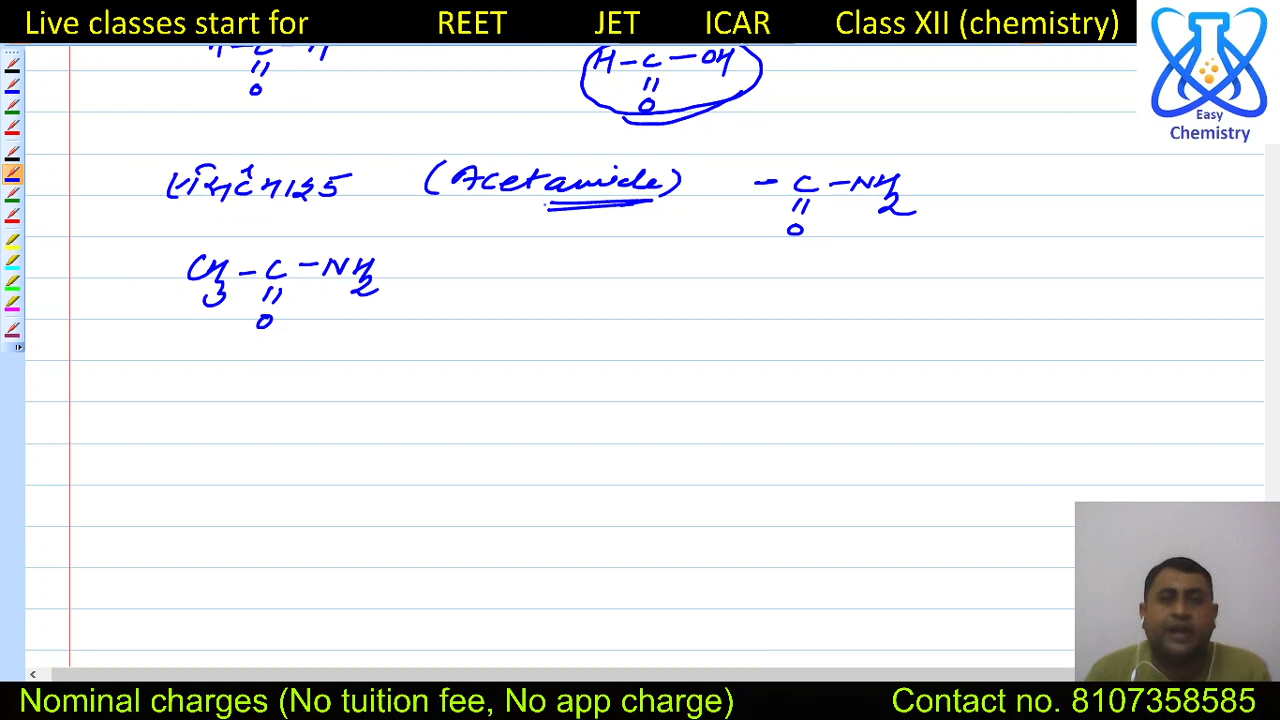 Live classes start for REET JET ICAR Class XII (chemistry)
Easy
Chemistry
H – C – H
||
O
H – C – OH
||
O
(Acetamide) – C – NH2
||
O
CH3 – C – NH2
||
O
Nominal charges (No tuition fee, No app charge) Contact no. 8107358585